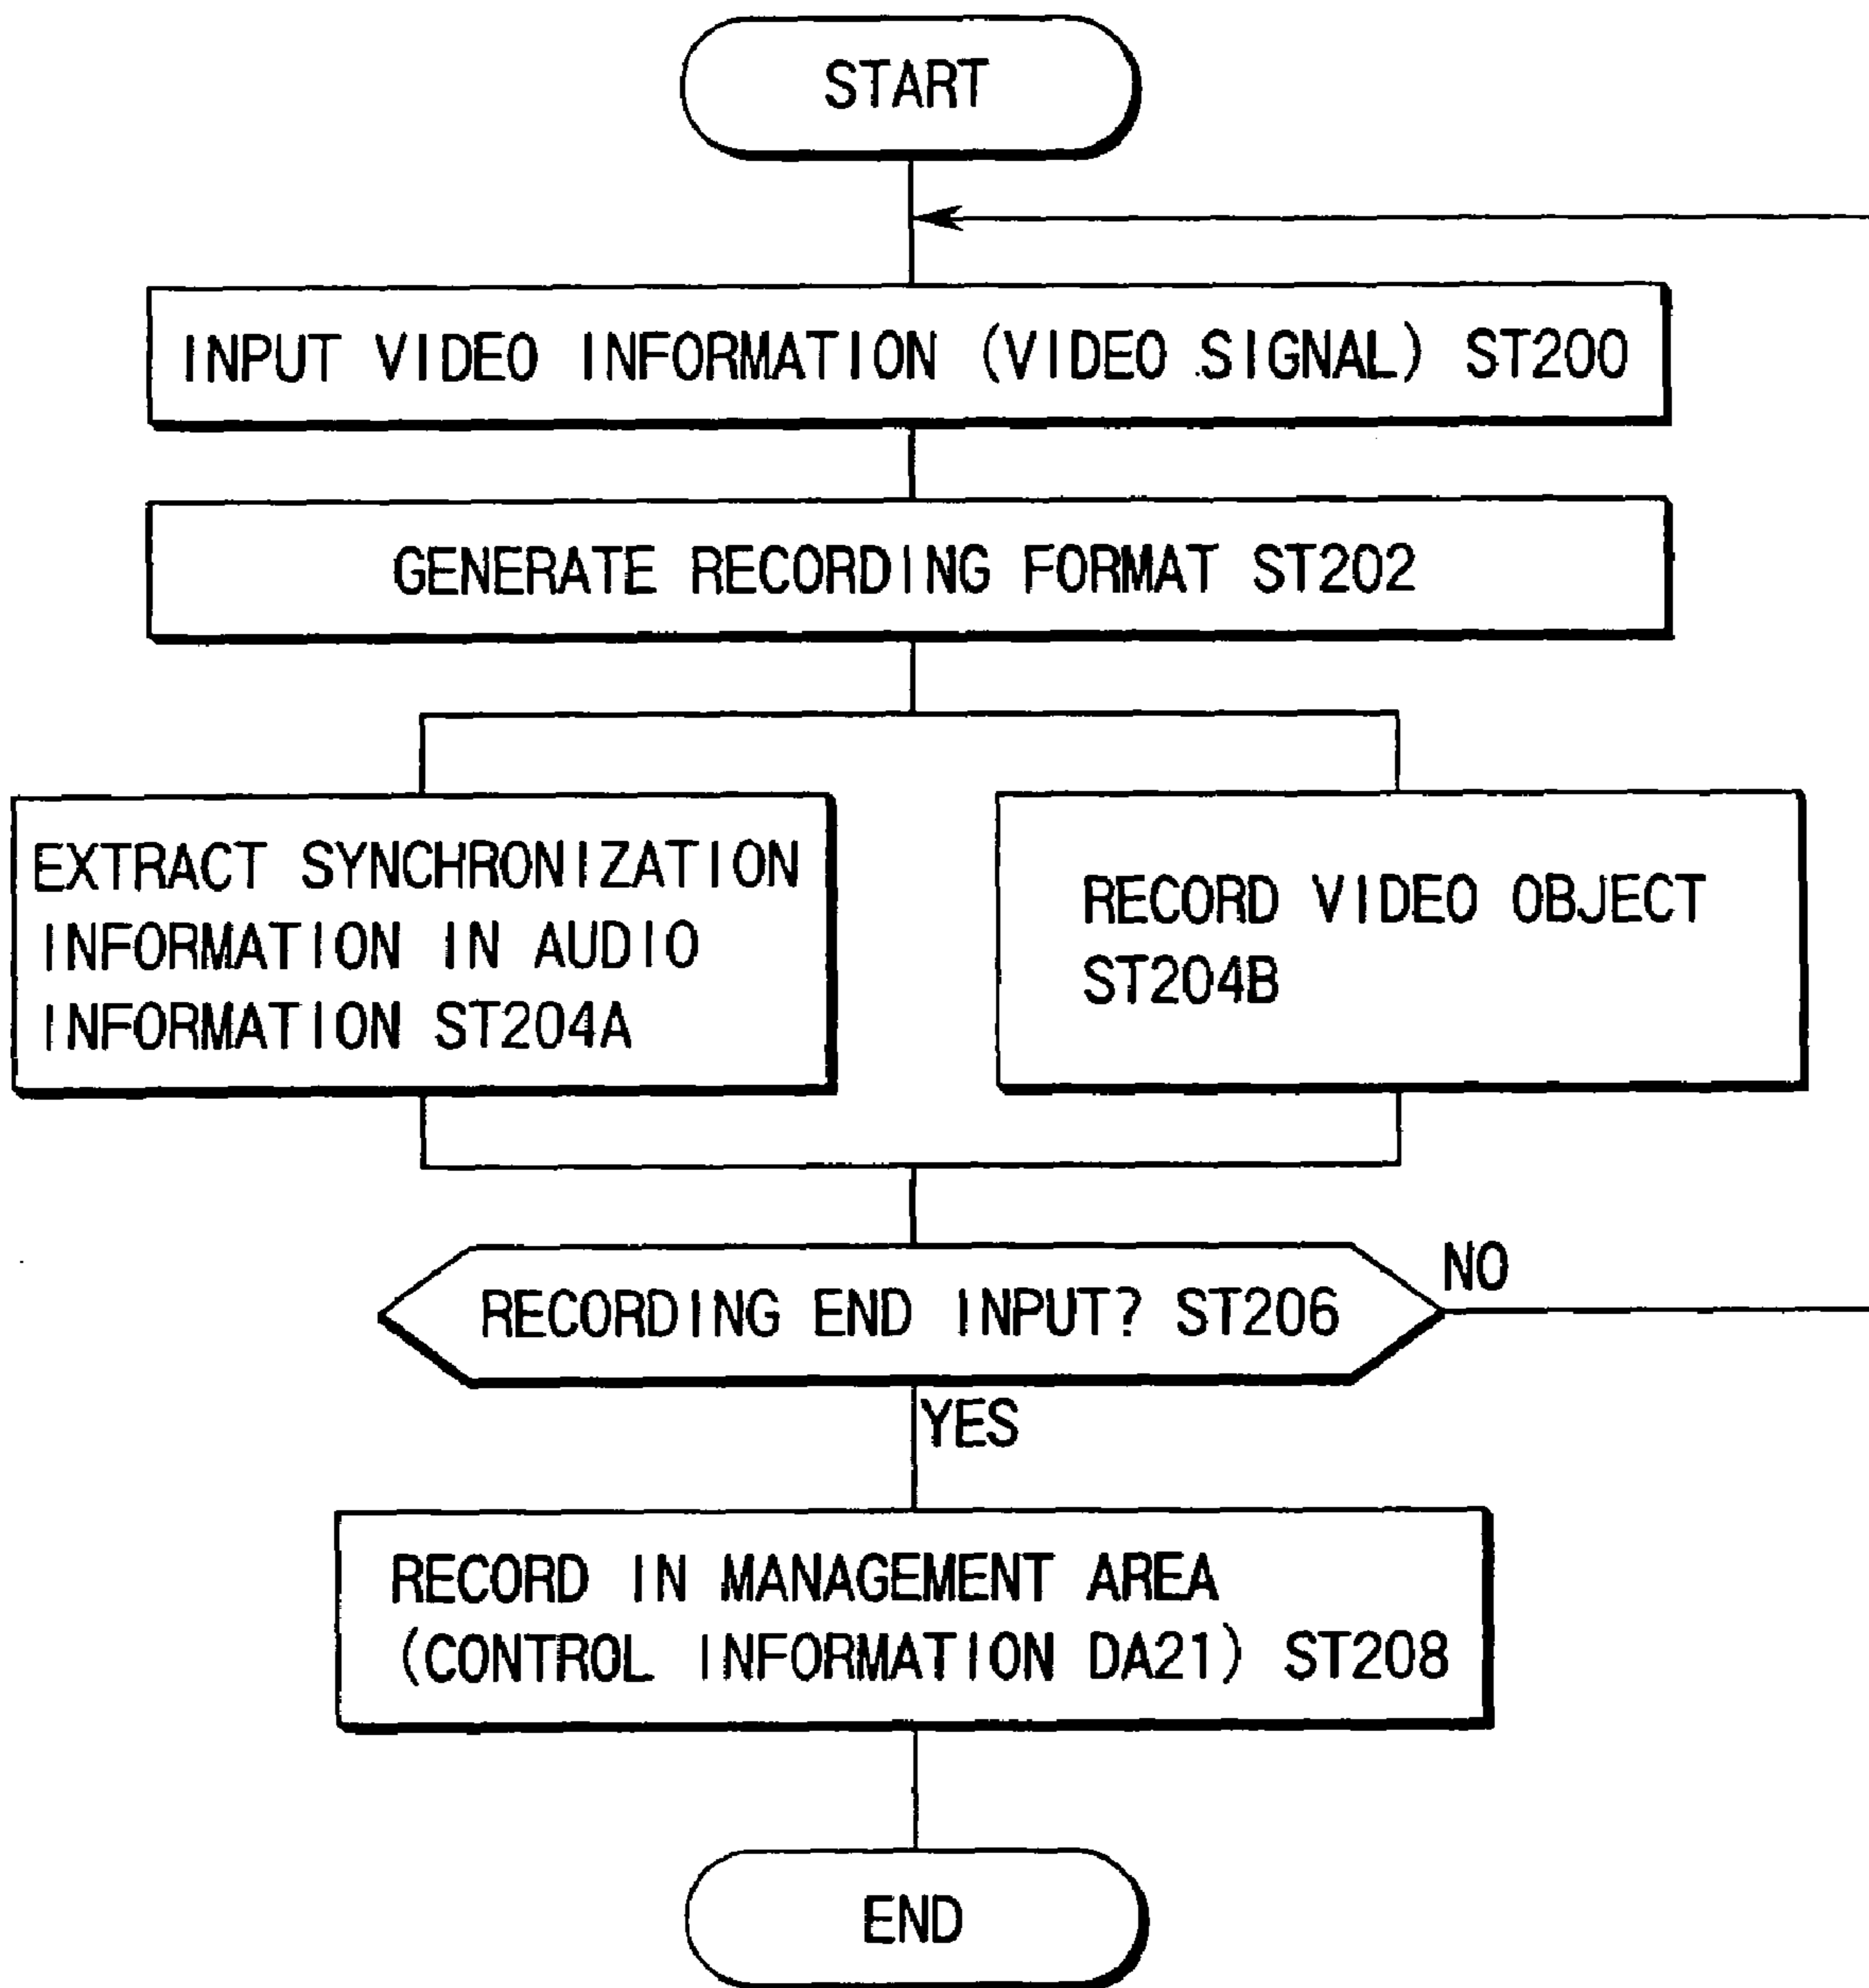 START
INPUT VIDEO INFORMATION (VIDEO SIGNAL) ST200
GENERATE RECORDING FORMAT ST202
EXTRACT SYNCHRONIZATION
INFORMATION IN AUDIO
INFORMATION ST204A
RECORD VIDEO OBJECT
ST204B
RECORDING END INPUT? ST206
NO
YES
RECORD IN MANAGEMENT AREA
(CONTROL INFORMATION DA21) ST208
END